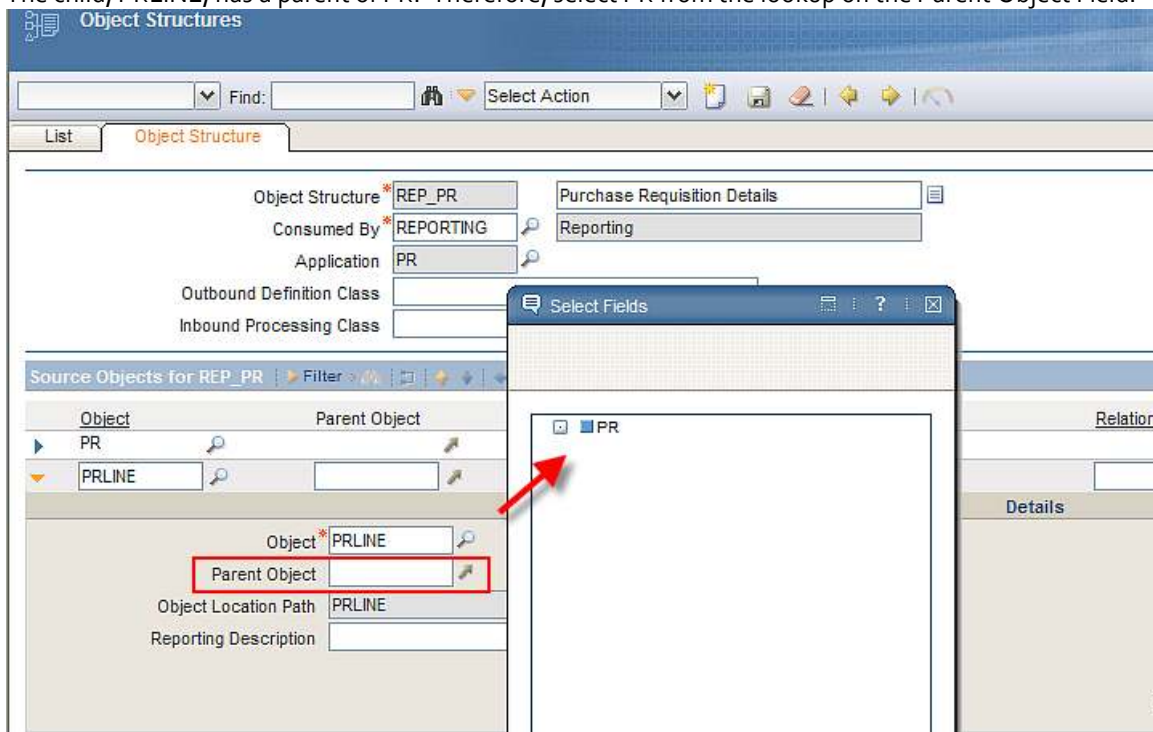 The child, PRLINE, has a parent of PR. Therefore, select PR from the lookup on the Parent Object Field.
Object Structures
Find: Select Action
List Object Structure
Object Structure* REP_PR Purchase Requisition Details
Consumed By* REPORTING Reporting
Application PR
Outbound Definition Class
Inbound Processing Class
Select Fields ?
Source Objects for REP_PR Filter
Object Parent Object Relation
PR
PR
PRLINE
Details
Object* PRLINE
Parent Object
Object Location Path PRLINE
Reporting Description